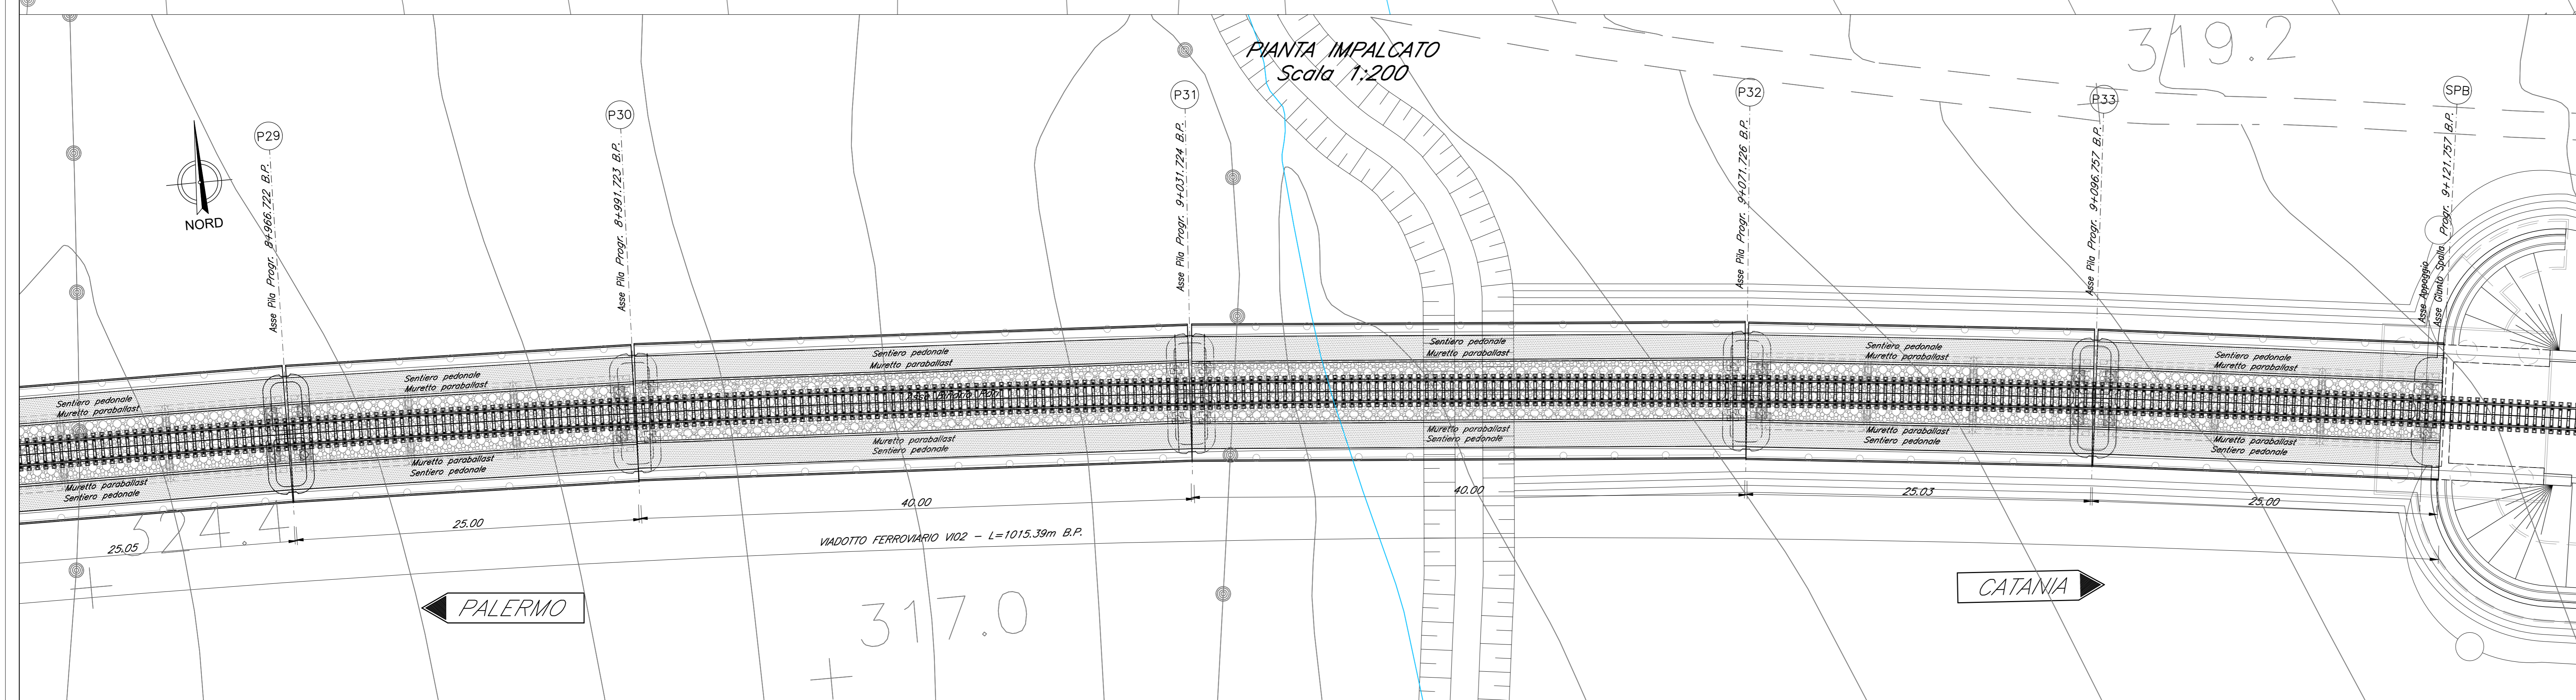 PIANTA IMPALCATO
Scala 1:200
319.2
P29
P30
P31
P32
P33
SPB
Asse Pila Progr. 8+966.722 B.P.
Asse Pila Progr. 8+991.723 B.P.
Asse Pila Progr. 9+031.724 B.P.
Asse Pila Progr. 9+071.726 B.P.
Asse Pila Progr. 9+096.757 B.P.
Asse Appoggio
Asse Giunto Spalla Progr. 9+121.757 B.P.
NORD
Sentiero pedonale
Muretto paraballast
Sentiero pedonale
Muretto paraballast
Sentiero pedonale
Muretto paraballast
Sentiero pedonale
Muretto paraballast
Sentiero pedonale
Muretto paraballast
Sentiero pedonale
Muretto paraballast
Muretto paraballast
Sentiero pedonale
Muretto paraballast
Sentiero pedonale
Muretto paraballast
Sentiero pedonale
Muretto paraballast
Sentiero pedonale
Muretto paraballast
Sentiero pedonale
Muretto paraballast
Sentiero pedonale
324.4
25.05
25.00
40.00
40.00
25.03
25.00
VIADOTTO FERROVIARIO VI02 - L=1015.39m B.P.
PALERMO
CATANIA
317.0